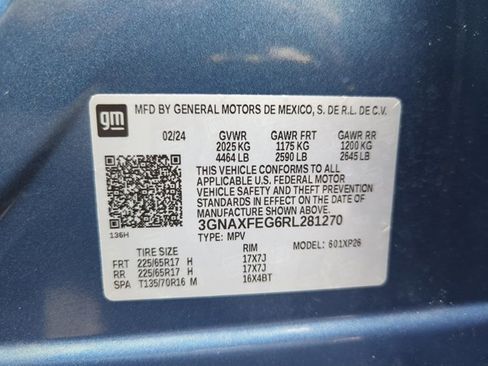 gm
MFD BY GENERAL MOTORS DE MEXICO, S. DE R.L. DE C.V.
02/24 GVWR GAWR FRT GAWR RR
2025 KG 1175 KG 1200 KG
4464 LB 2590 LB 2645 LB
THIS VEHICLE CONFORMS TO ALL
APPLICABLE U.S. FEDERAL MOTOR
VEHICLE SAFETY AND THEFT PREVENTION
STANDARDS IN EFFECT ON THE DATE OF
MANUFACTURE SHOWN ABOVE.
3GNAXFEG6RL281270
136H TYPE: MPV MODEL: 601XP26
TIRE SIZE RIM
FRT 225/65R17 H 17X7J
RR 225/65R17 H 17X7J
SPA T135/70R16 M 16X4BT